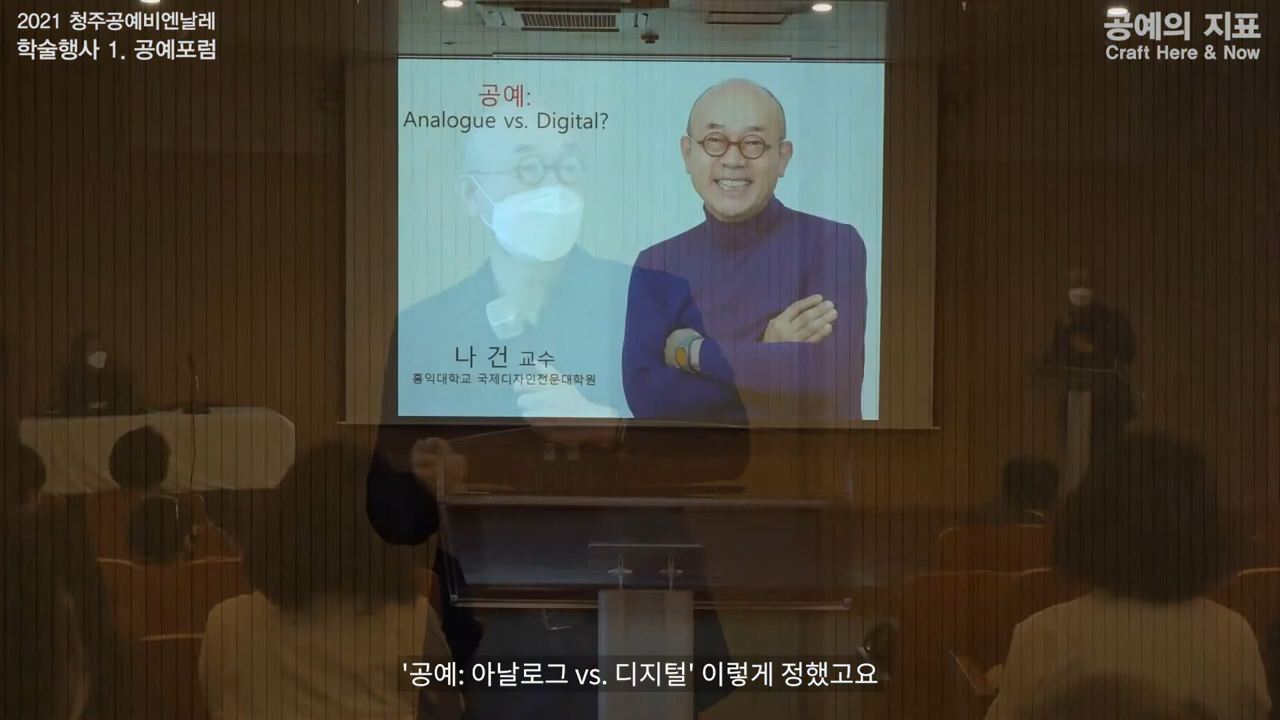 2021 청주공예비엔날레
학술행사 1. 공예포럼
공예의 지표
Craft Here & Now
공예:
Analogue vs. Digital?
나 건 교수
홍익대학교 국제디자인전문대학원
'공예: 아날로그 vs. 디지털' 이렇게 정했고요